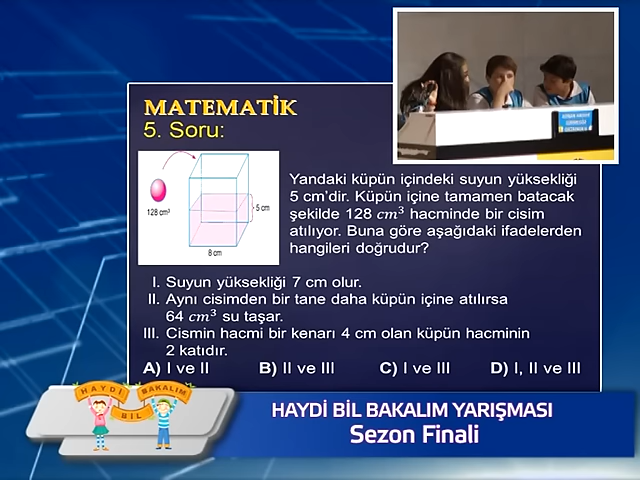 MATEMATİK
5. Soru:
128 cm³
5 cm
8 cm
Yandaki küpün içindeki suyun yüksekliği
5 cm'dir. Küpün içine tamamen batacak
şekilde 128 cm³ hacminde bir cisim
atılıyor. Buna göre aşağıdaki ifadelerden
hangileri doğrudur?
I. Suyun yüksekliği 7 cm olur.
II. Aynı cisimden bir tane daha küpün içine atılırsa
64 cm³ su taşar.
III. Cismin hacmi bir kenarı 4 cm olan küpün hacminin
2 katıdır.
A) I ve II B) II ve III C) I ve III D) I, II ve III
HAYDİ BAKALIM
BİL
HAYDİ BİL BAKALIM YARIŞMASI
Sezon Finali